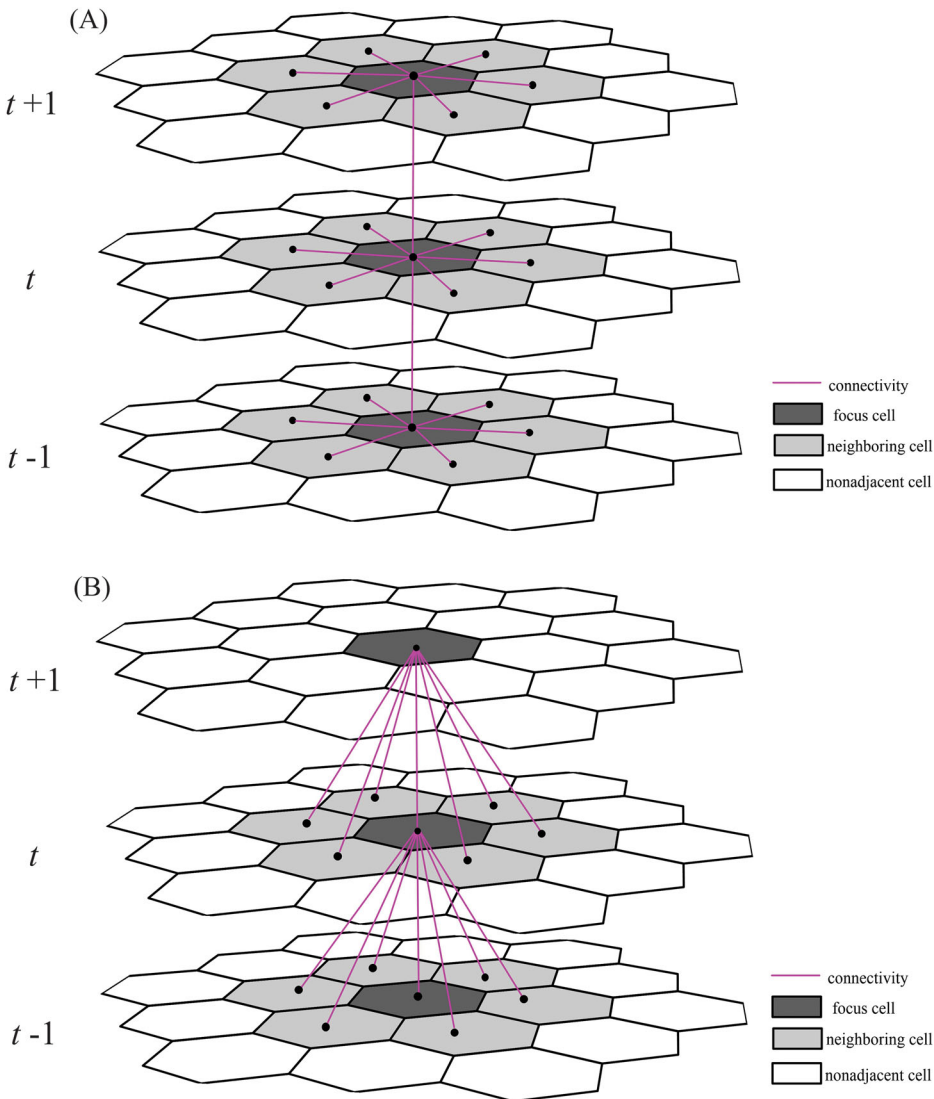 (A)
t +1
t
t -1
connectivity
focus cell
neighboring cell
nonadjacent cell
(B)
t +1
t
t -1
connectivity
focus cell
neighboring cell
nonadjacent cell